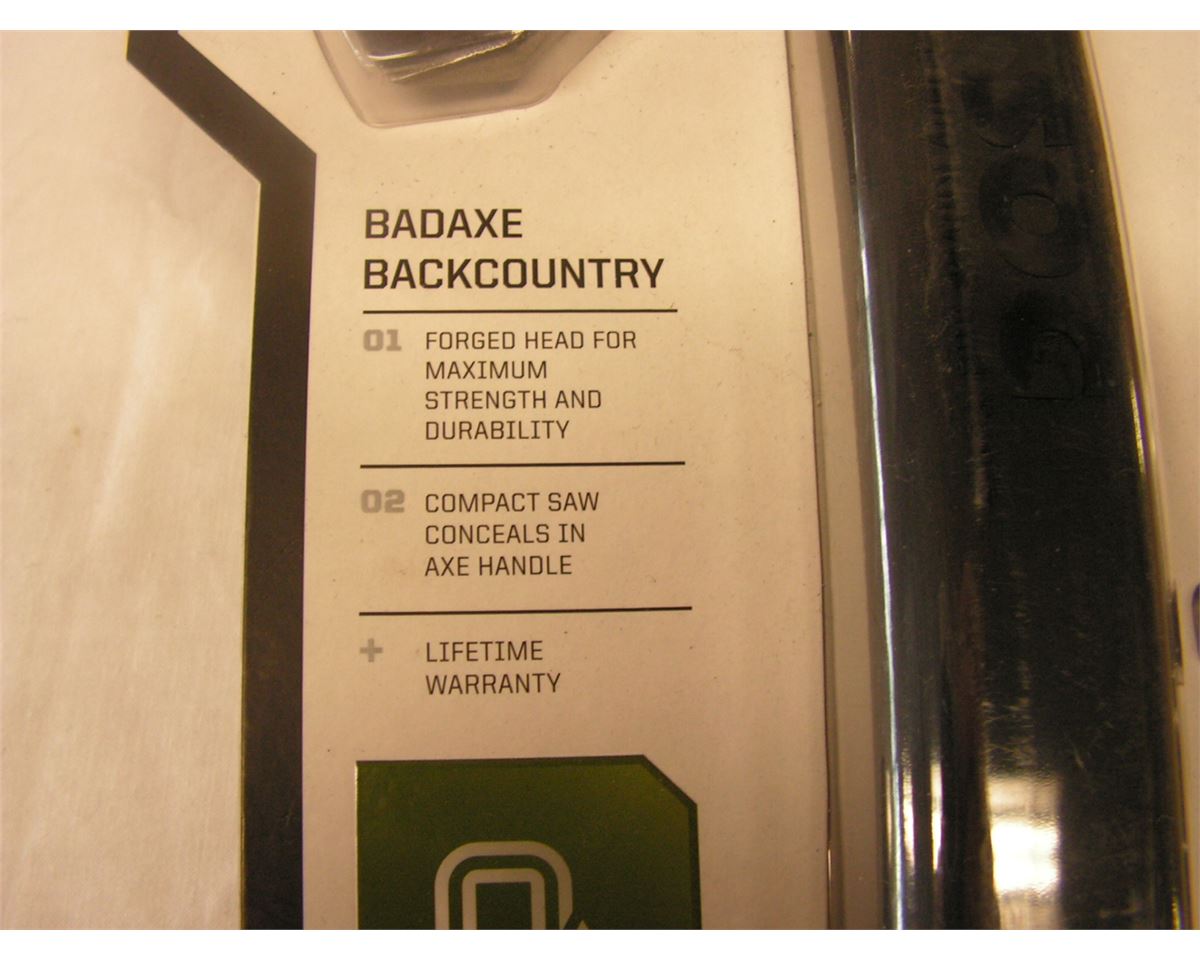 BADAXE
BACKCOUNTRY
01 FORGED HEAD FOR
MAXIMUM
STRENGTH AND
DURABILITY
02 COMPACT SAW
CONCEALS IN
AXE HANDLE
+ LIFETIME
WARRANTY
SOG